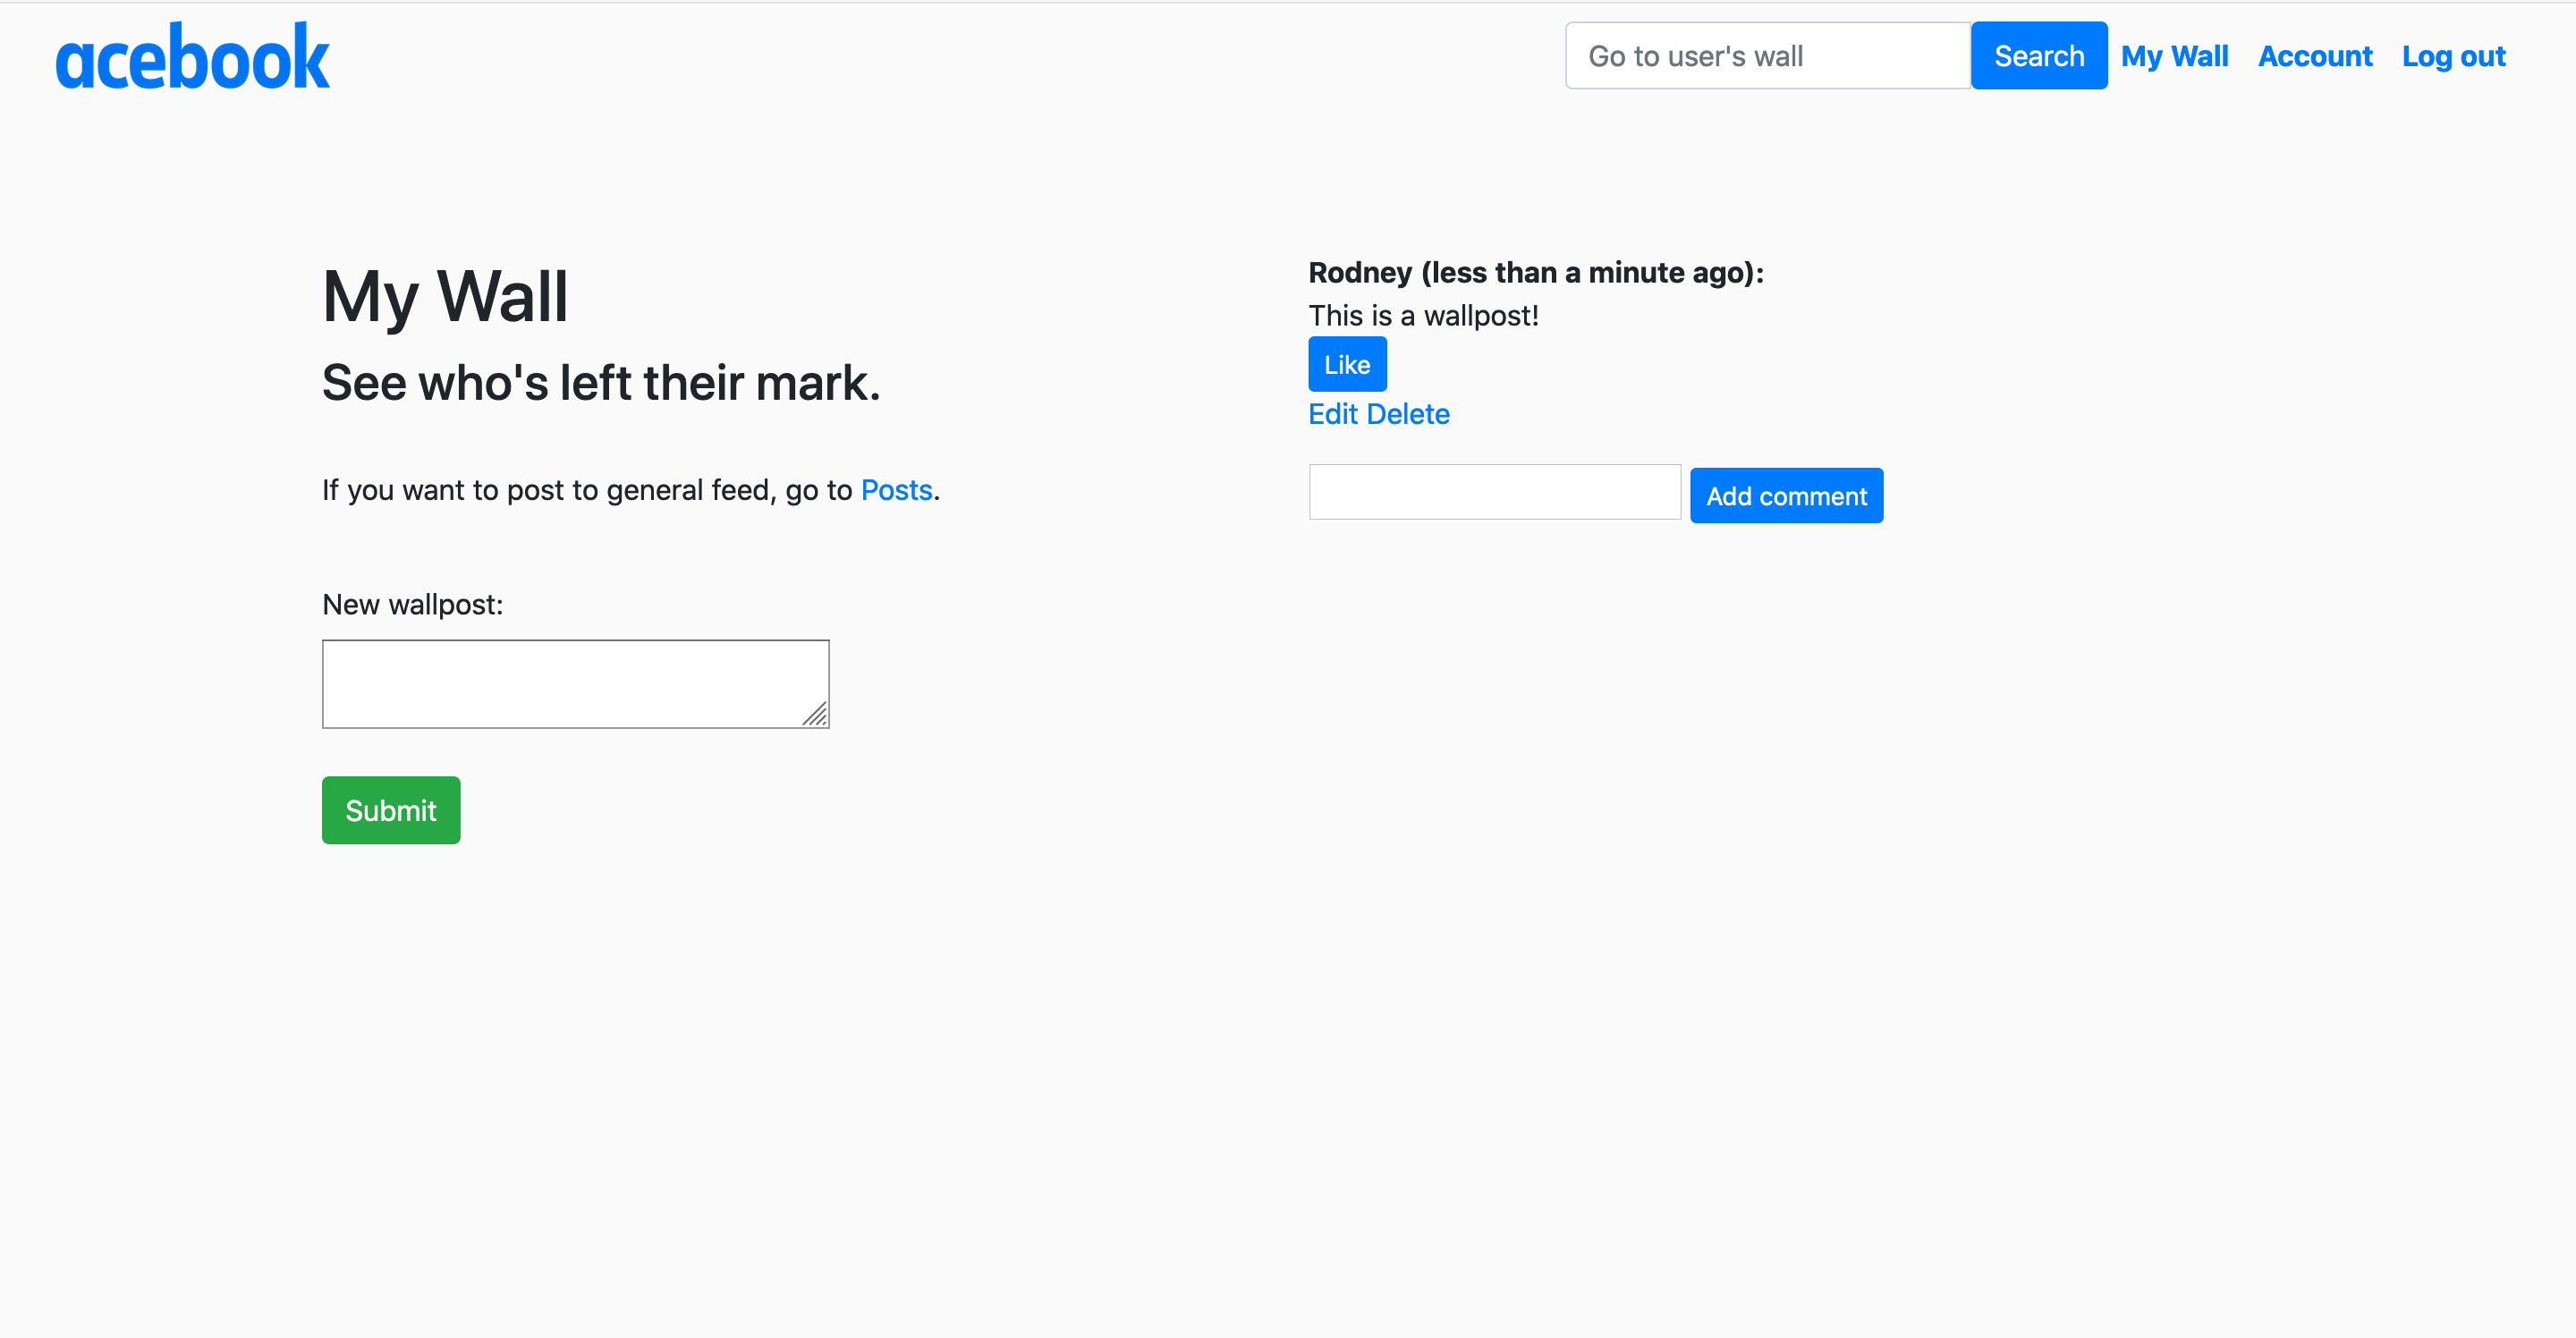 acebook
Go to user's wall
Search
My Wall
Account
Log out
My Wall
See who's left their mark.
If you want to post to general feed, go to Posts.
New wallpost:
Submit
Rodney (less than a minute ago):
This is a wallpost!
Like
Edit Delete
Add comment